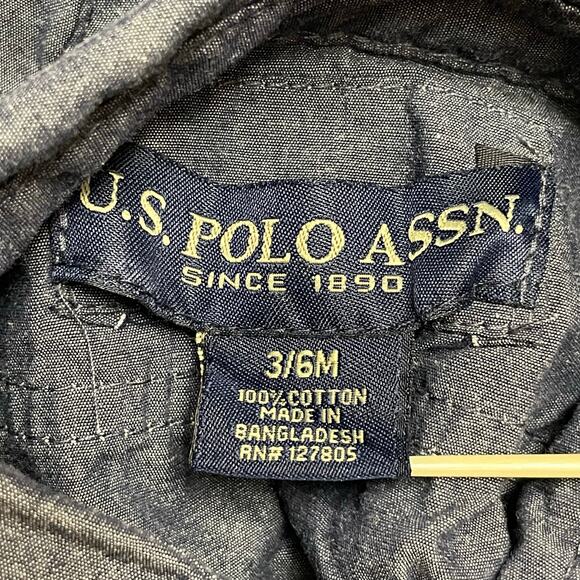 U.S. POLO ASSN.
SINCE 1890
3/6M
100% COTTON
MADE IN
BANGLADESH
RN# 127805